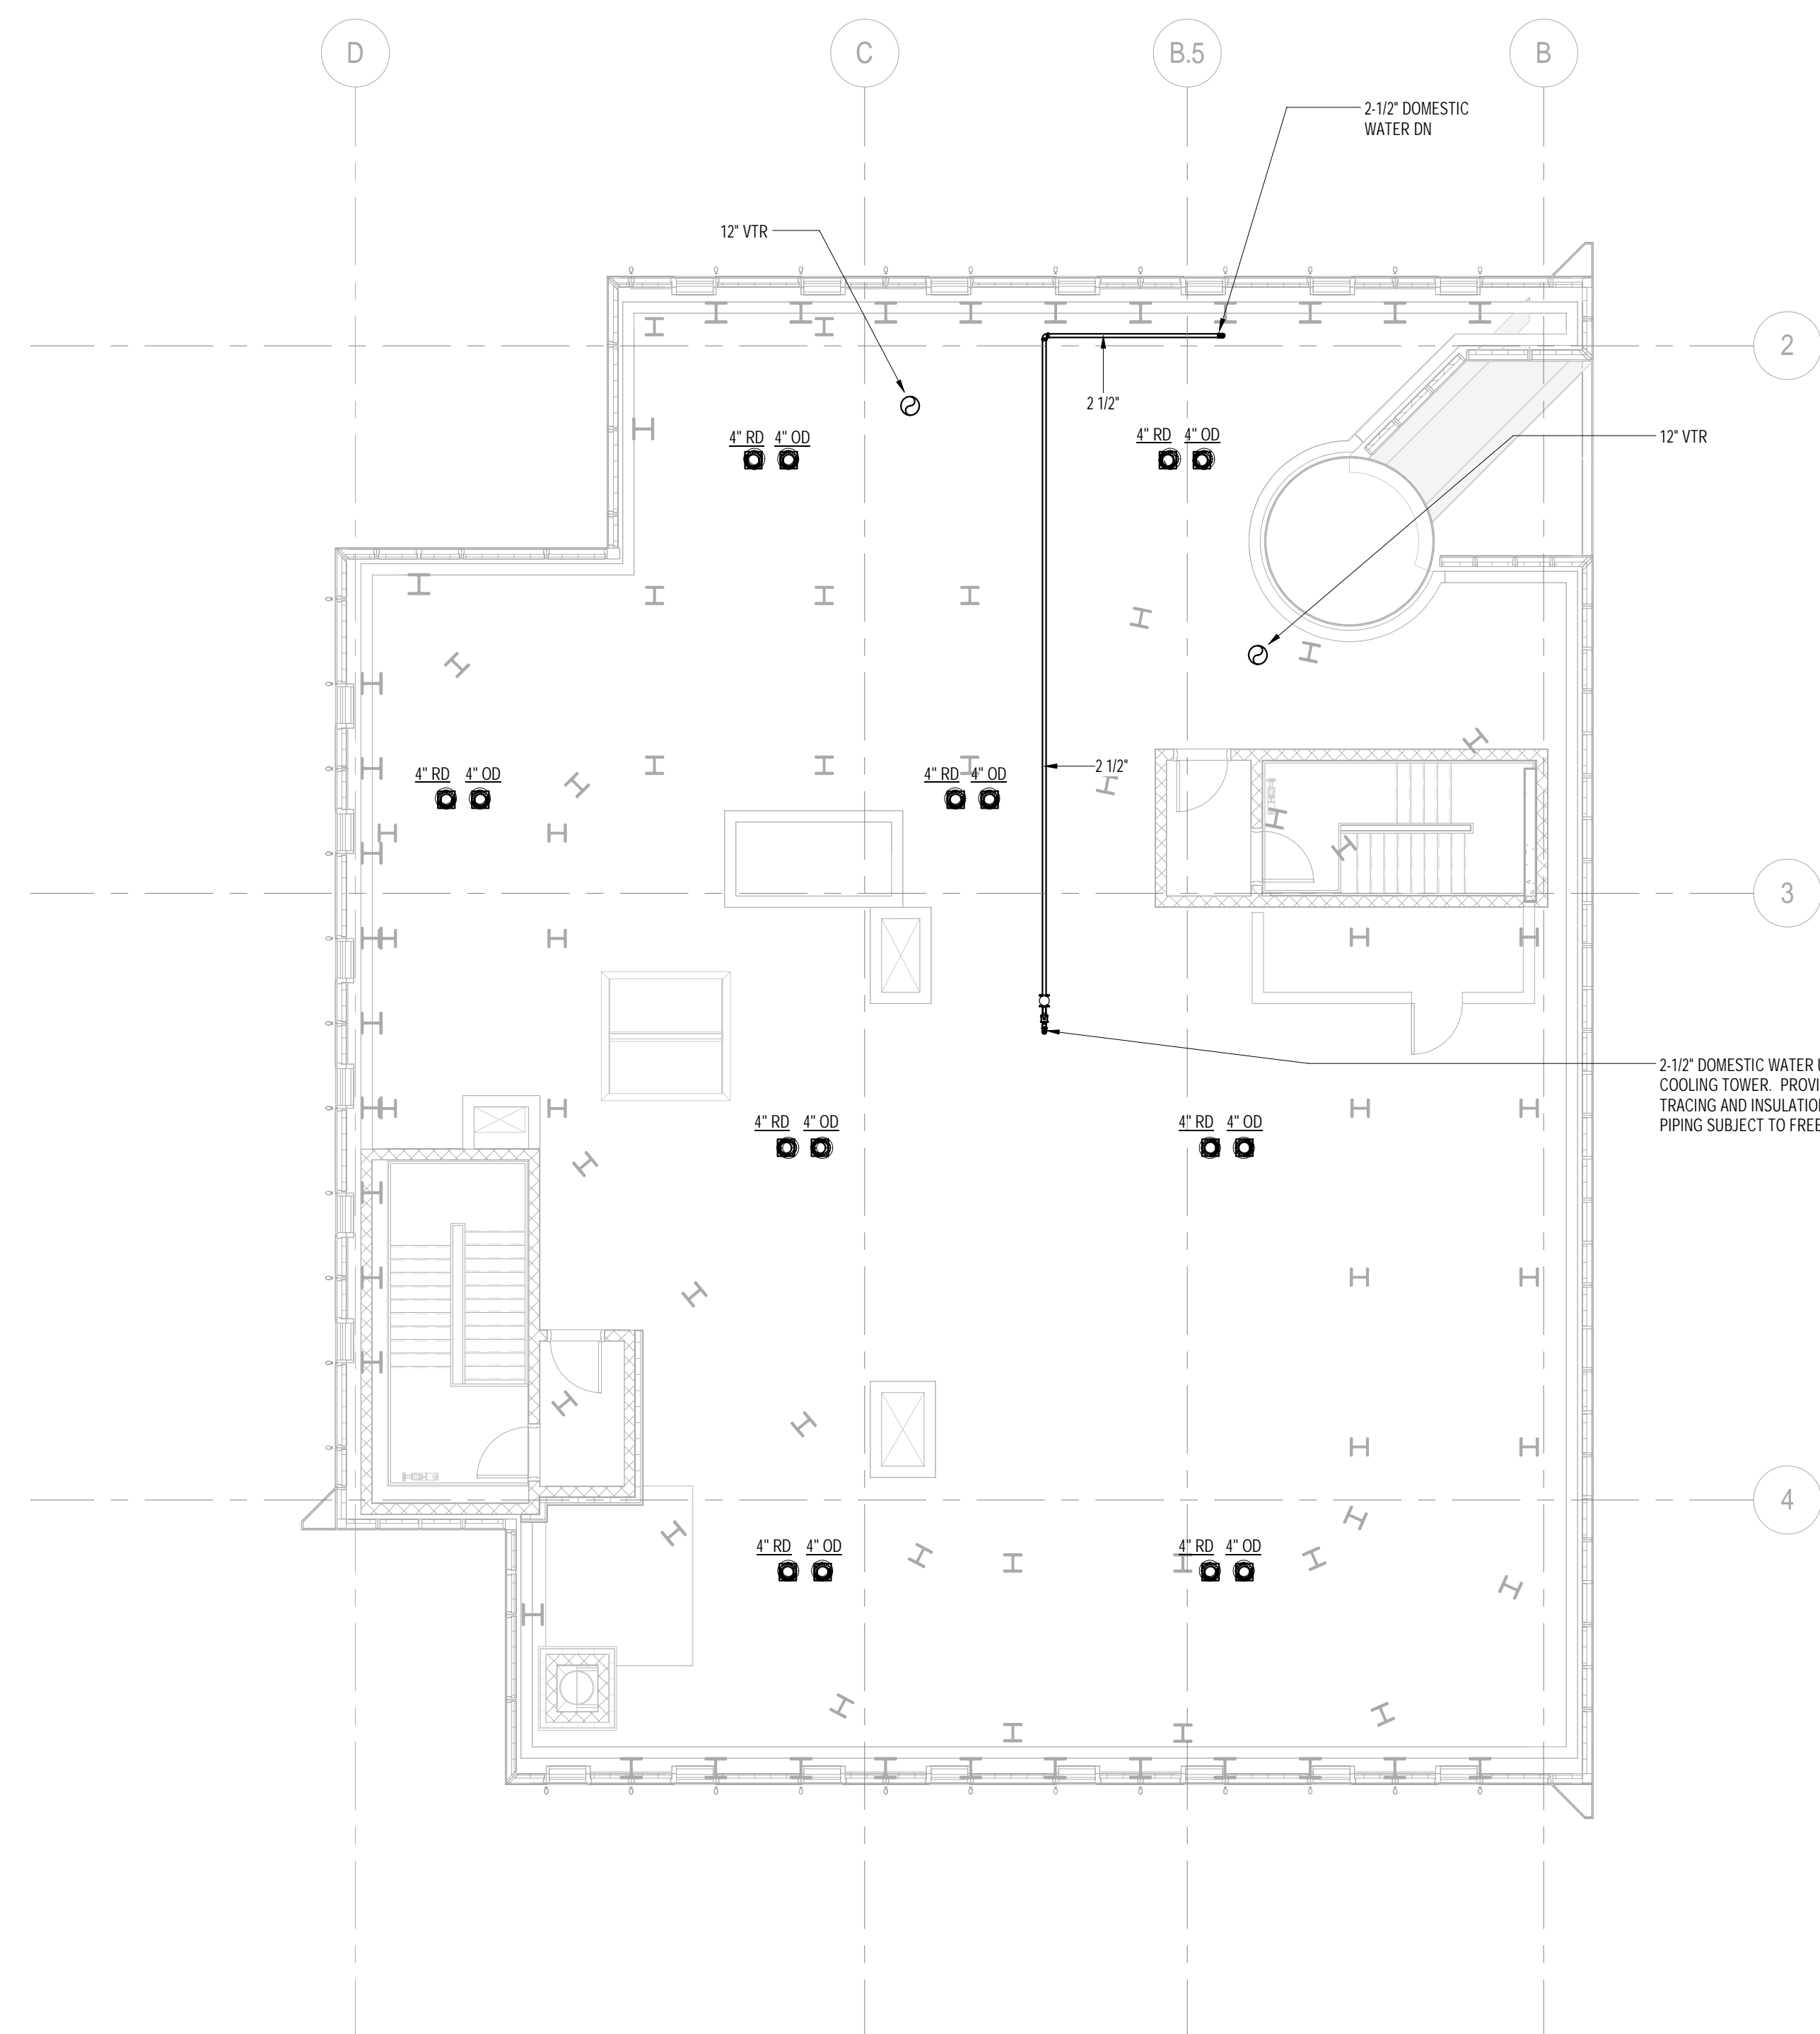 D
C
B.5
B
2-1/2" DOMESTIC
WATER DN
12" VTR
2
2 1/2"
4" RD 4" OD
4" RD 4" OD
12" VTR
4" RD 4" OD
4" RD 4" OD
2 1/2"
3
2-1/2" DOMESTIC WATER
COOLING TOWER. PROVI
TRACING AND INSULATION
PIPING SUBJECT TO FREE
4" RD 4" OD
4" RD 4" OD
4
4" RD 4" OD
4" RD 4" OD